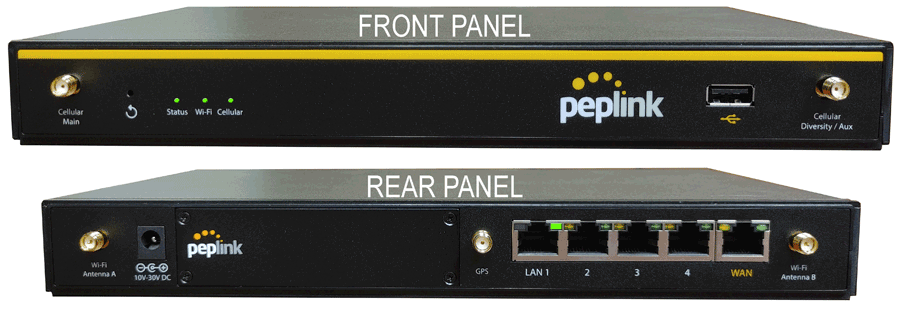 FRONT PANEL
Cellular
Main
Status Wi-Fi Cellular
peplink
Cellular
Diversity / Aux
REAR PANEL
Wi-Fi
Antenna A
10V-30V DC
peplink
GPS
LAN 1 2 3 4 WAN
Wi-Fi
Antenna B